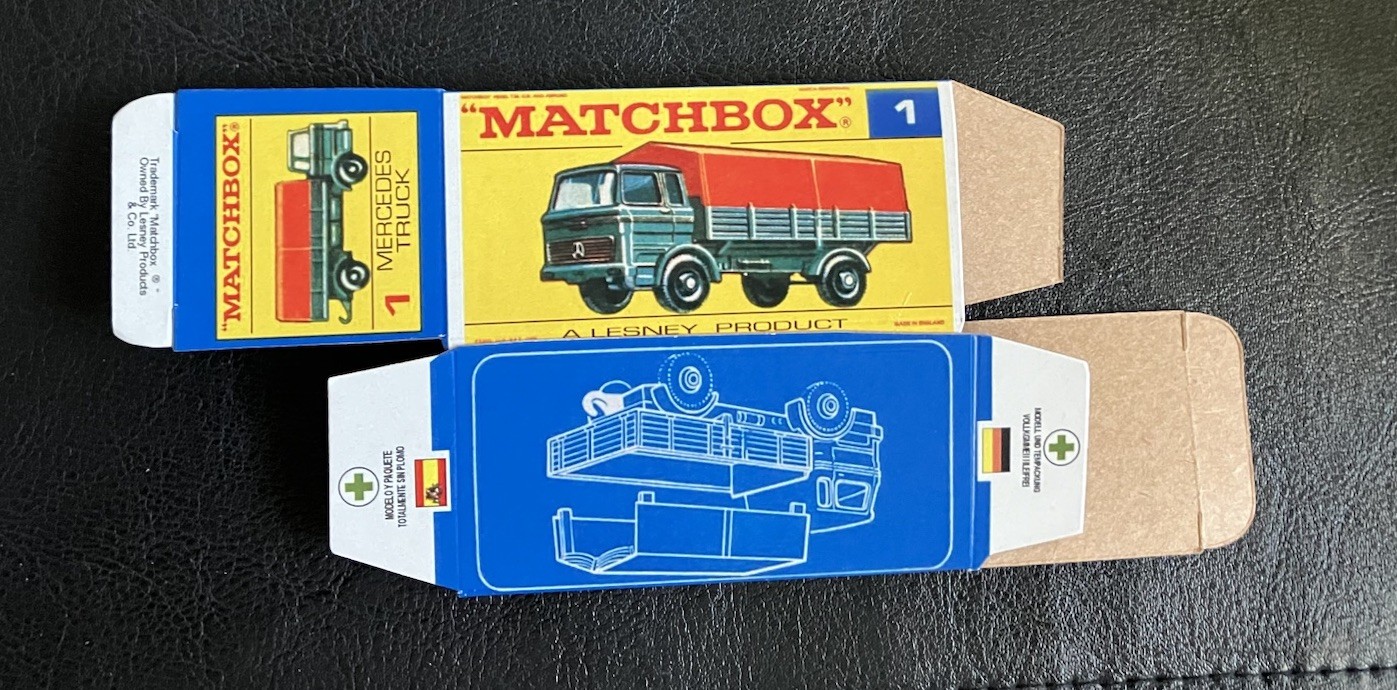 Trademark "Matchbox ® "
Owned By Lesney Products
& Co. Ltd.
"MATCHBOX"®
MERCEDES
TRUCK
1
"MATCHBOX"®
1
A LESNEY PRODUCT
MADE IN ENGLAND
MODELO Y PAQUETE
TOTALMENTE SIN PLOMO
MODELL UND